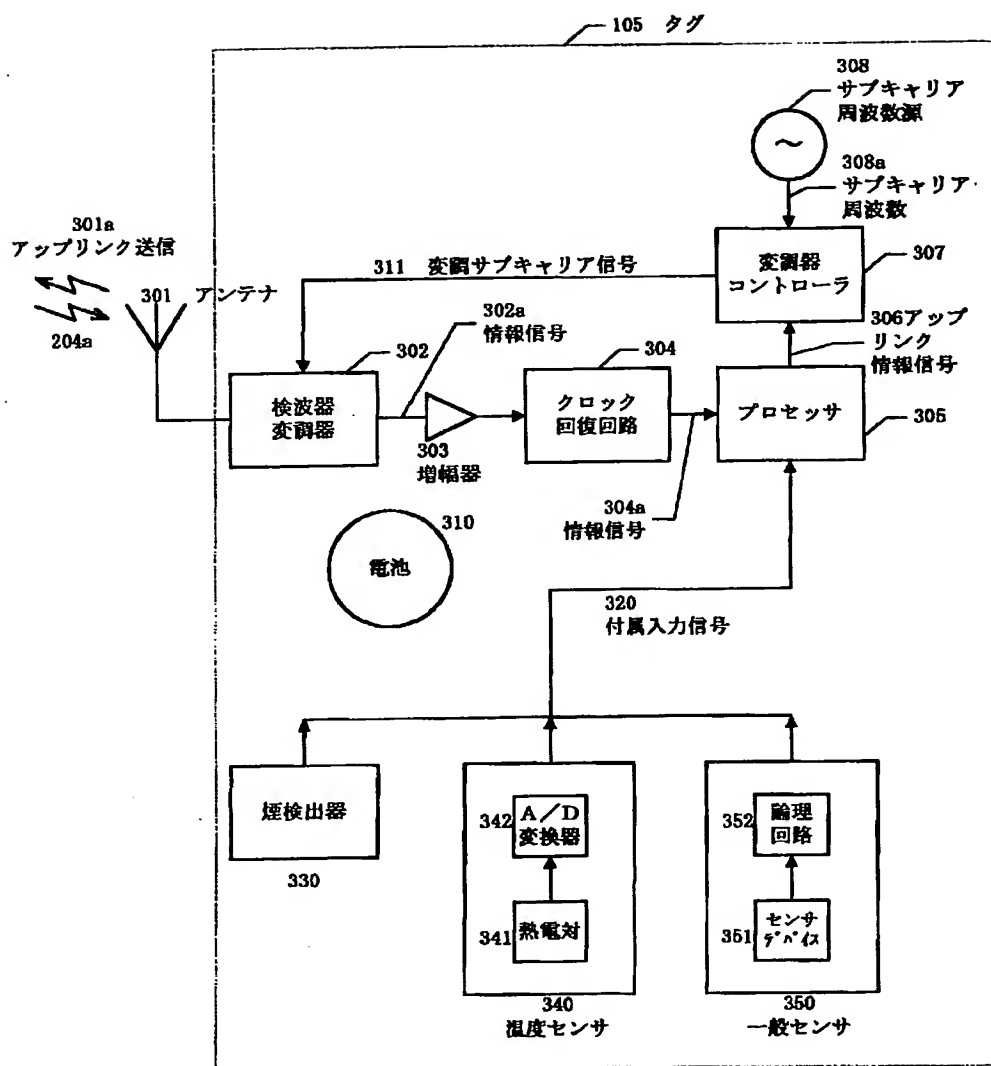 105 タグ
308
サブキャリア
周波数源
～
308a
サブキャリア
周波数
301a
アップリンク送信
301
アンテナ
204a
311 変調サブキャリア信号
変調器
コントローラ
307
302a
情報信号
306アップ
リンク
情報信号
302
検波器
変調器
303
増幅器
304
クロック
回復回路
プロセッサ
305
304a
情報信号
310
電池
320
付属入力信号
煙検出器
330
342
A／D
変換器
341
熱電対
340
温度センサ
352
論理
回路
351
センサ
デバイス
350
一般センサ